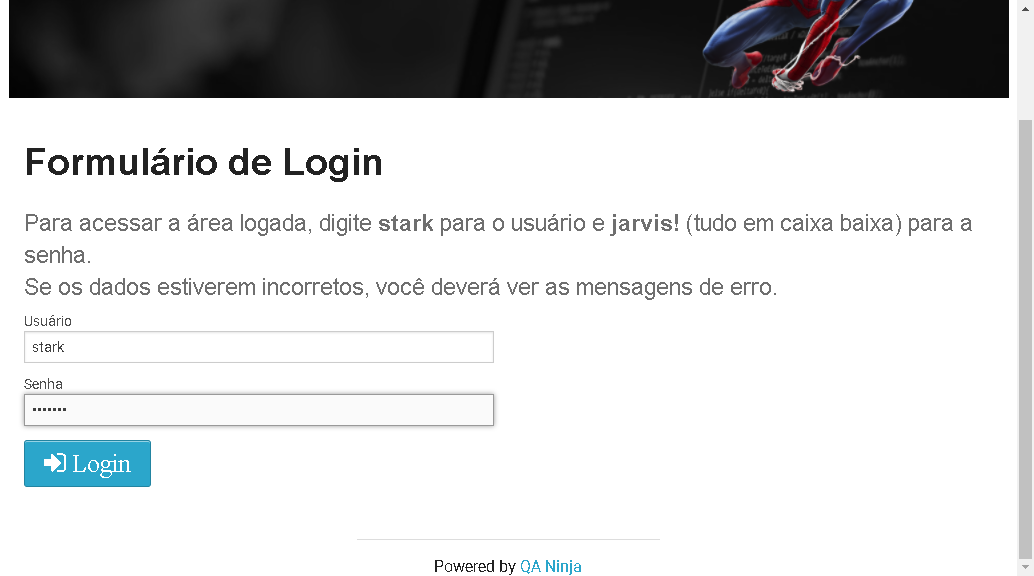 Formulário de Login
Para acessar a área logada, digite stark para o usuário e jarvis! (tudo em caixa baixa) para a
senha.
Se os dados estiverem incorretos, você deverá ver as mensagens de erro.
Usuário
stark
Senha
•••••••
Login
Powered by QA Ninja